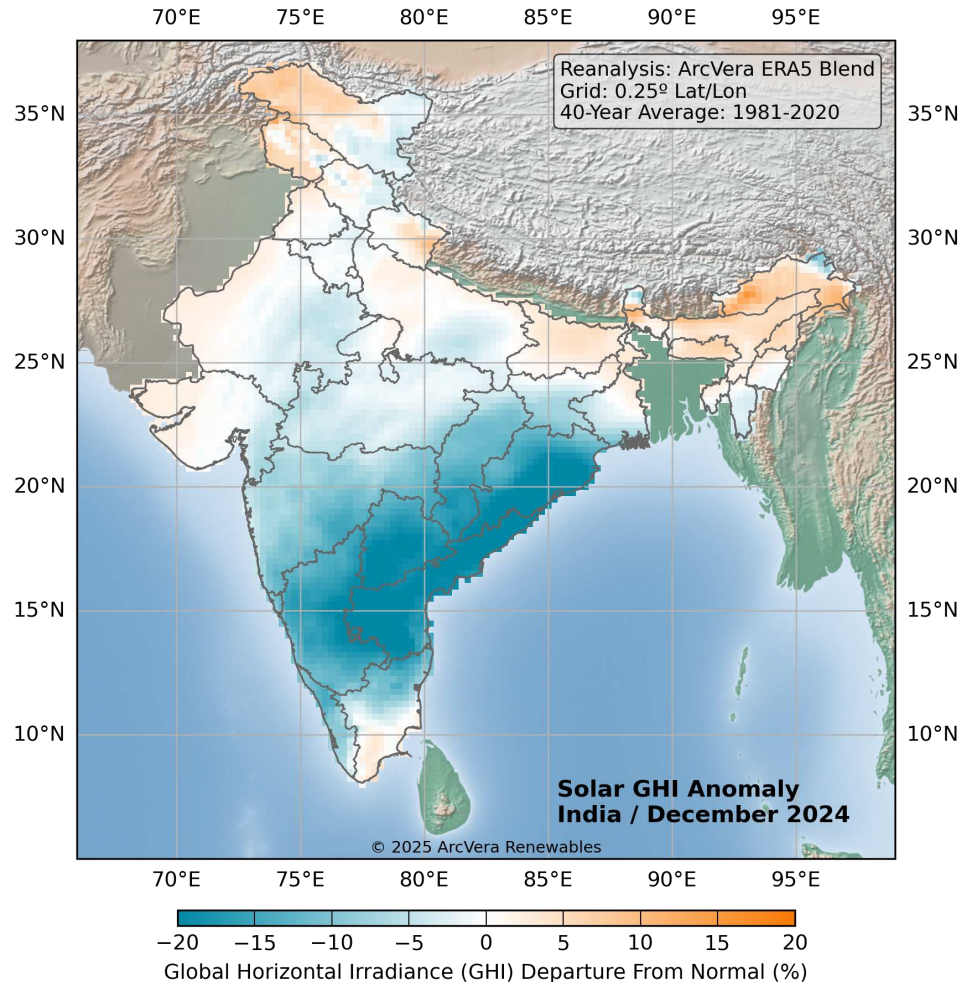 70°E 75°E 80°E 85°E 90°E 95°E
Reanalysis: ArcVera ERA5 Blend
Grid: 0.25º Lat/Lon
40-Year Average: 1981-2020
35°N 35°N
30°N 30°N
25°N 25°N
20°N 20°N
15°N 15°N
10°N 10°N
Solar GHI Anomaly
India / December 2024
© 2025 ArcVera Renewables
70°E 75°E 80°E 85°E 90°E 95°E
−20 −15 −10 −5 0 5 10 15 20
Global Horizontal Irradiance (GHI) Departure From Normal (%)